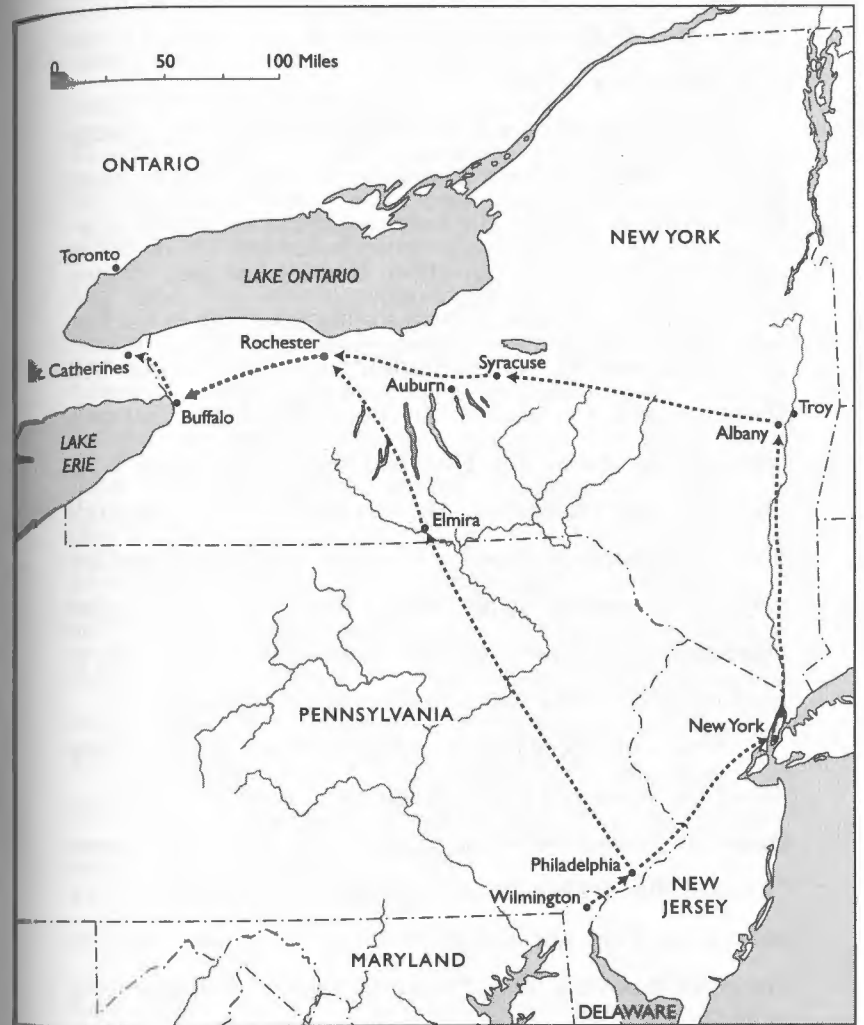 0 50 100 Miles
ONTARIO
NEW YORK
Toronto
LAKE ONTARIO
Rochester
Syracuse
Catherines
Auburn
Buffalo
Troy
Albany
LAKE
ERIE
Elmira
PENNSYLVANIA
New York
Philadelphia
Wilmington
NEW
JERSEY
MARYLAND
DELAWARE